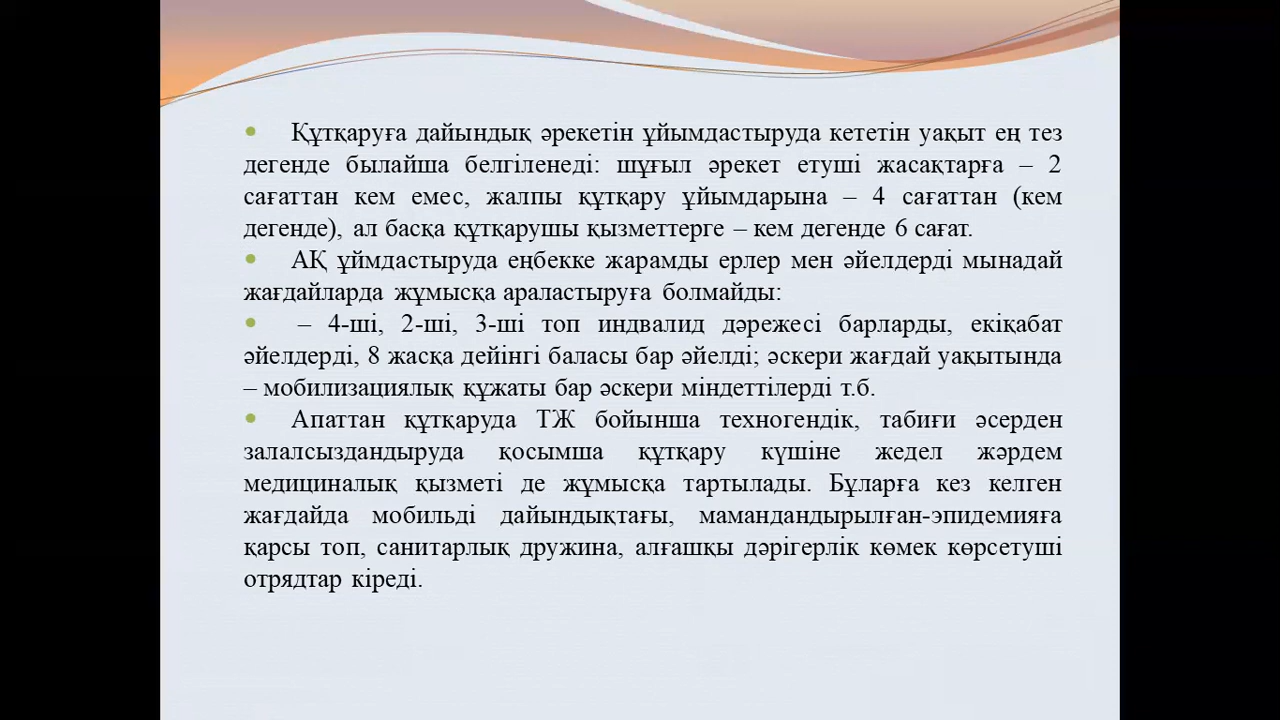 • Құтқаруға дайындық әрекетін ұйымдастыруда кететін уақыт ең тез
дегенде былайша белгіленеді: шұғыл әрекет етуші жасақтарға – 2
сағаттан кем емес, жалпы құтқару ұйымдарына – 4 сағаттан (кем
дегенде), ал басқа құтқарушы қызметтерге – кем дегенде 6 сағат.
• АҚ ұймдастыруда еңбекке жарамды ерлер мен әйелдерді мынадай
жағдайларда жұмысқа араластыруға болмайды:
• – 4-ші, 2-ші, 3-ші топ индвалид дәрежесі барларды, екіқабат
әйелдерді, 8 жасқа дейінгі баласы бар әйелді; әскери жағдай уақытында
– мобилизациялық құжаты бар әскери міндеттілерді т.б.
• Апаттан құтқаруда ТЖ бойынша техногендік, табиғи әсерден
залалсыздандыруда қосымша құтқару күшіне жедел жәрдем
медициналық қызметі де жұмысқа тартылады. Бұларға кез келген
жағдайда мобильді дайындықтағы, мамандандырылған-эпидемияға
қарсы топ, санитарлық дружина, алғашқы дәрігерлік көмек көрсетуші
отрядтар кіреді.